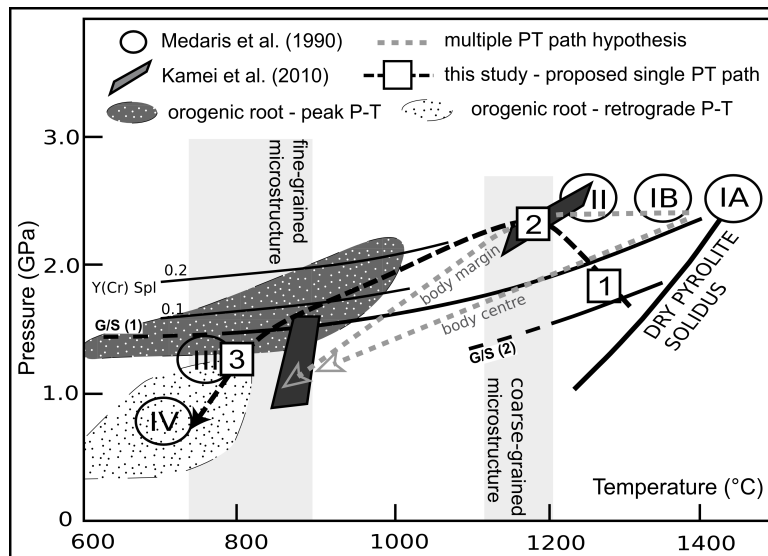 Medaris et al. (1990)
multiple PT path hypothesis
Kamei et al. (2010)
this study - proposed single PT path
orogenic root - peak P-T
orogenic root - retrograde P-T
3.0
2.0
1.0
0
Pressure (GPa)
fine-grained
microstructure
coarse-grained
microstructure
II
IB
IA
2
1
0.2
Y(Cr) Spl
0.1
G/S (1)
body margin
body centre
G/S (2)
DRY PYROLITE
SOLIDUS
III
3
IV
Temperature (°C)
600
800
1000
1200
1400